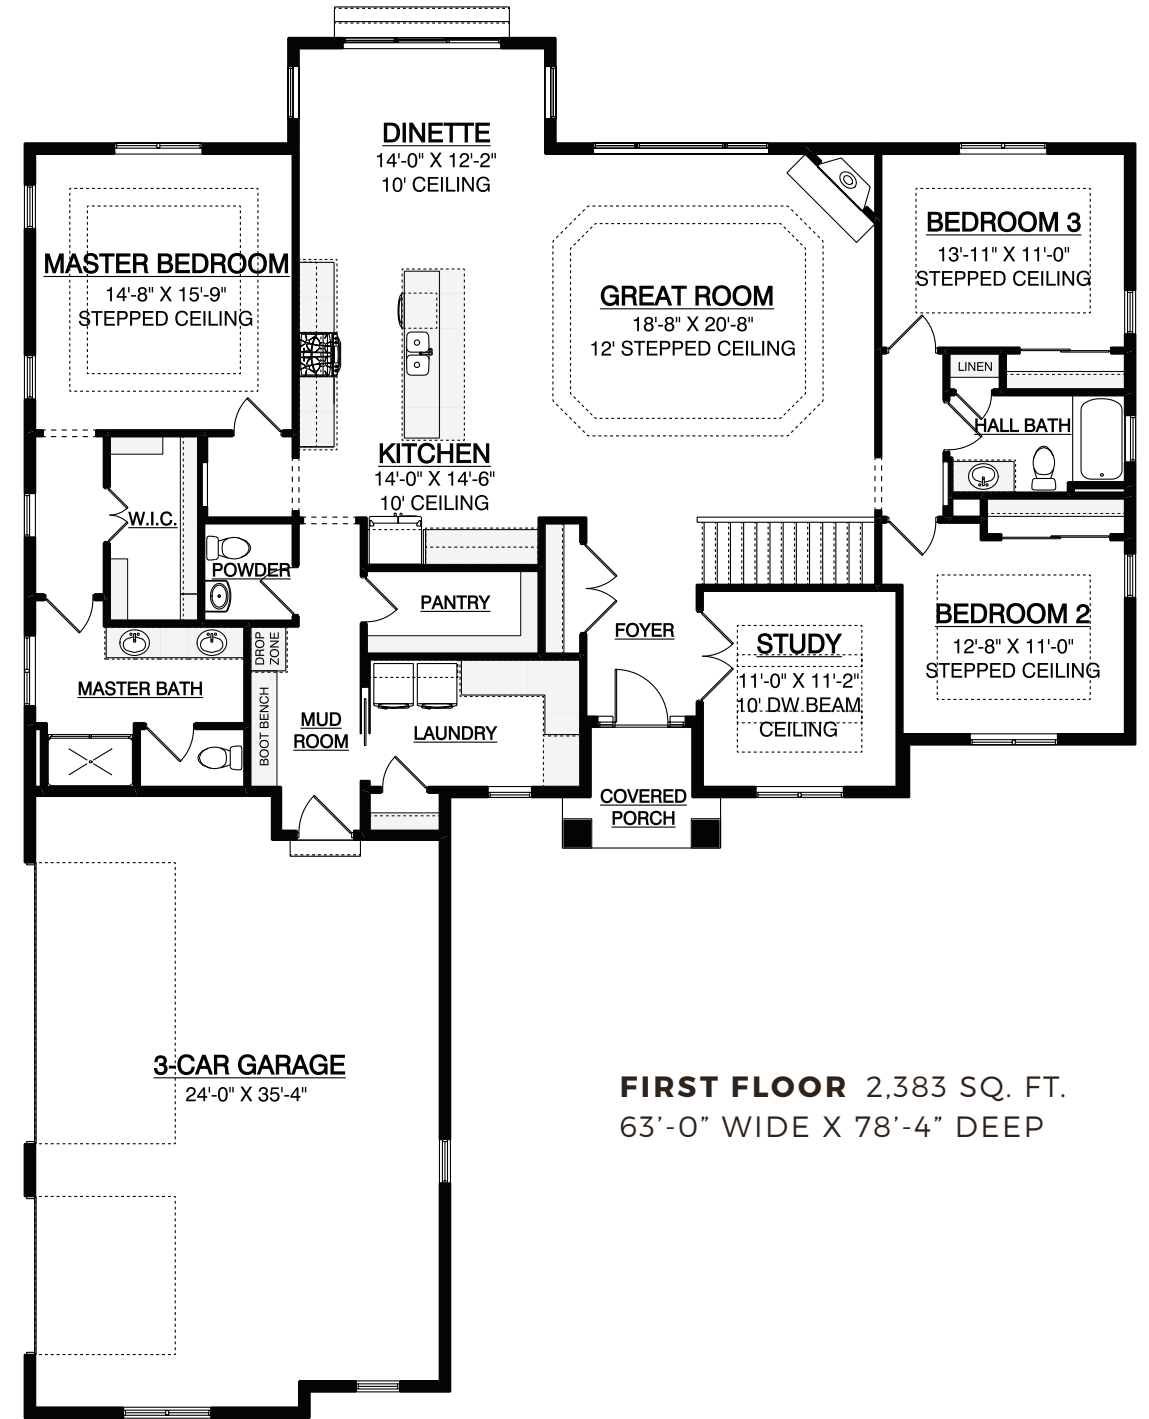 DINETTE
14'-0" X 12'-2"
10' CEILING
MASTER BEDROOM
14'-8" X 15'-9"
STEPPED CEILING
GREAT ROOM
18'-8" X 20'-8"
12' STEPPED CEILING
BEDROOM 3
13'-11" X 11'-0"
STEPPED CEILING
LINEN
HALL BATH
KITCHEN
14'-0" X 14'-6"
10' CEILING
W.I.C.
POWDER
PANTRY
FOYER
STUDY
11'-0" X 11'-2"
10' DW BEAM
CEILING
BEDROOM 2
12'-8" X 11'-0"
STEPPED CEILING
DROP
ZONE
MASTER BATH
BOOT BENCH
MUD
ROOM
LAUNDRY
COVERED
PORCH
3-CAR GARAGE
24'-0" X 35'-4"
FIRST FLOOR 2,383 SQ. FT.
63'-0” WIDE X 78'-4” DEEP